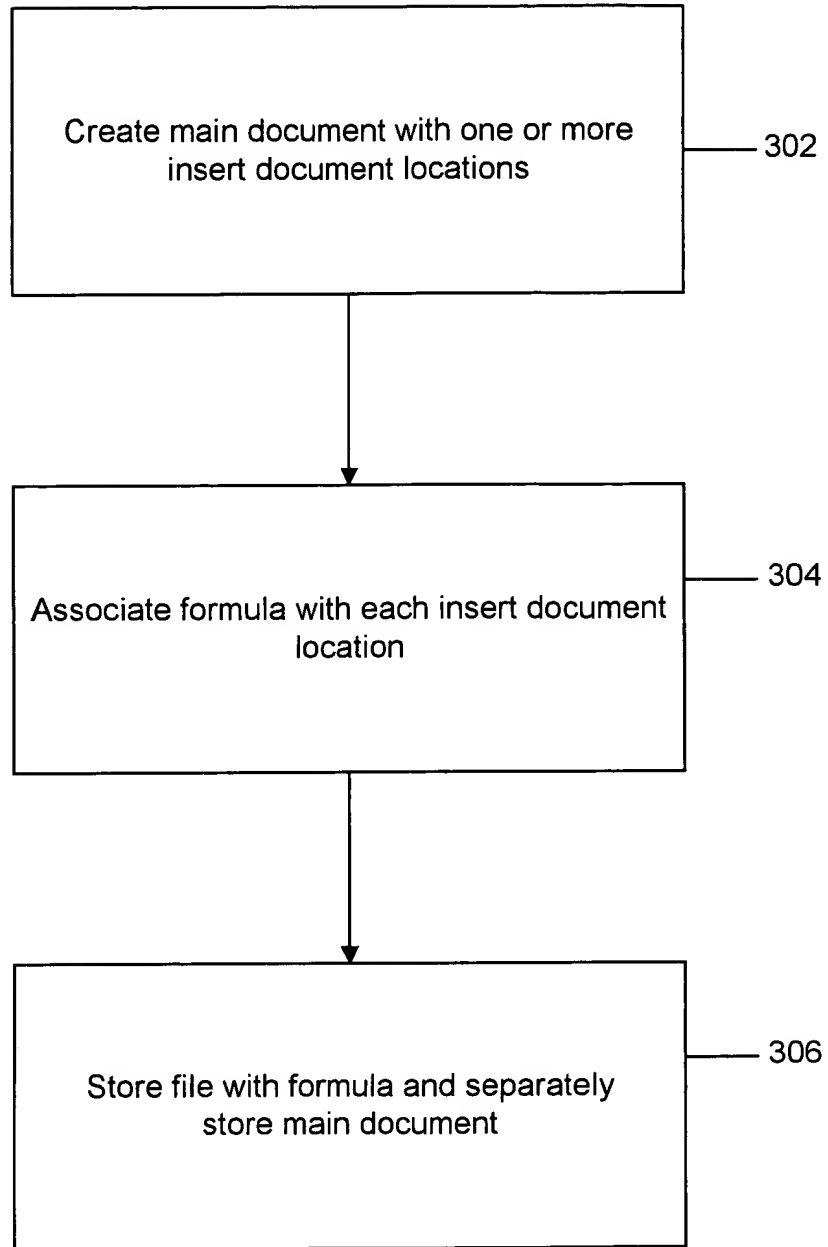 Create main document with one or more
insert document locations
302
Associate formula with each insert document
location
304
Store file with formula and separately
store main document
306